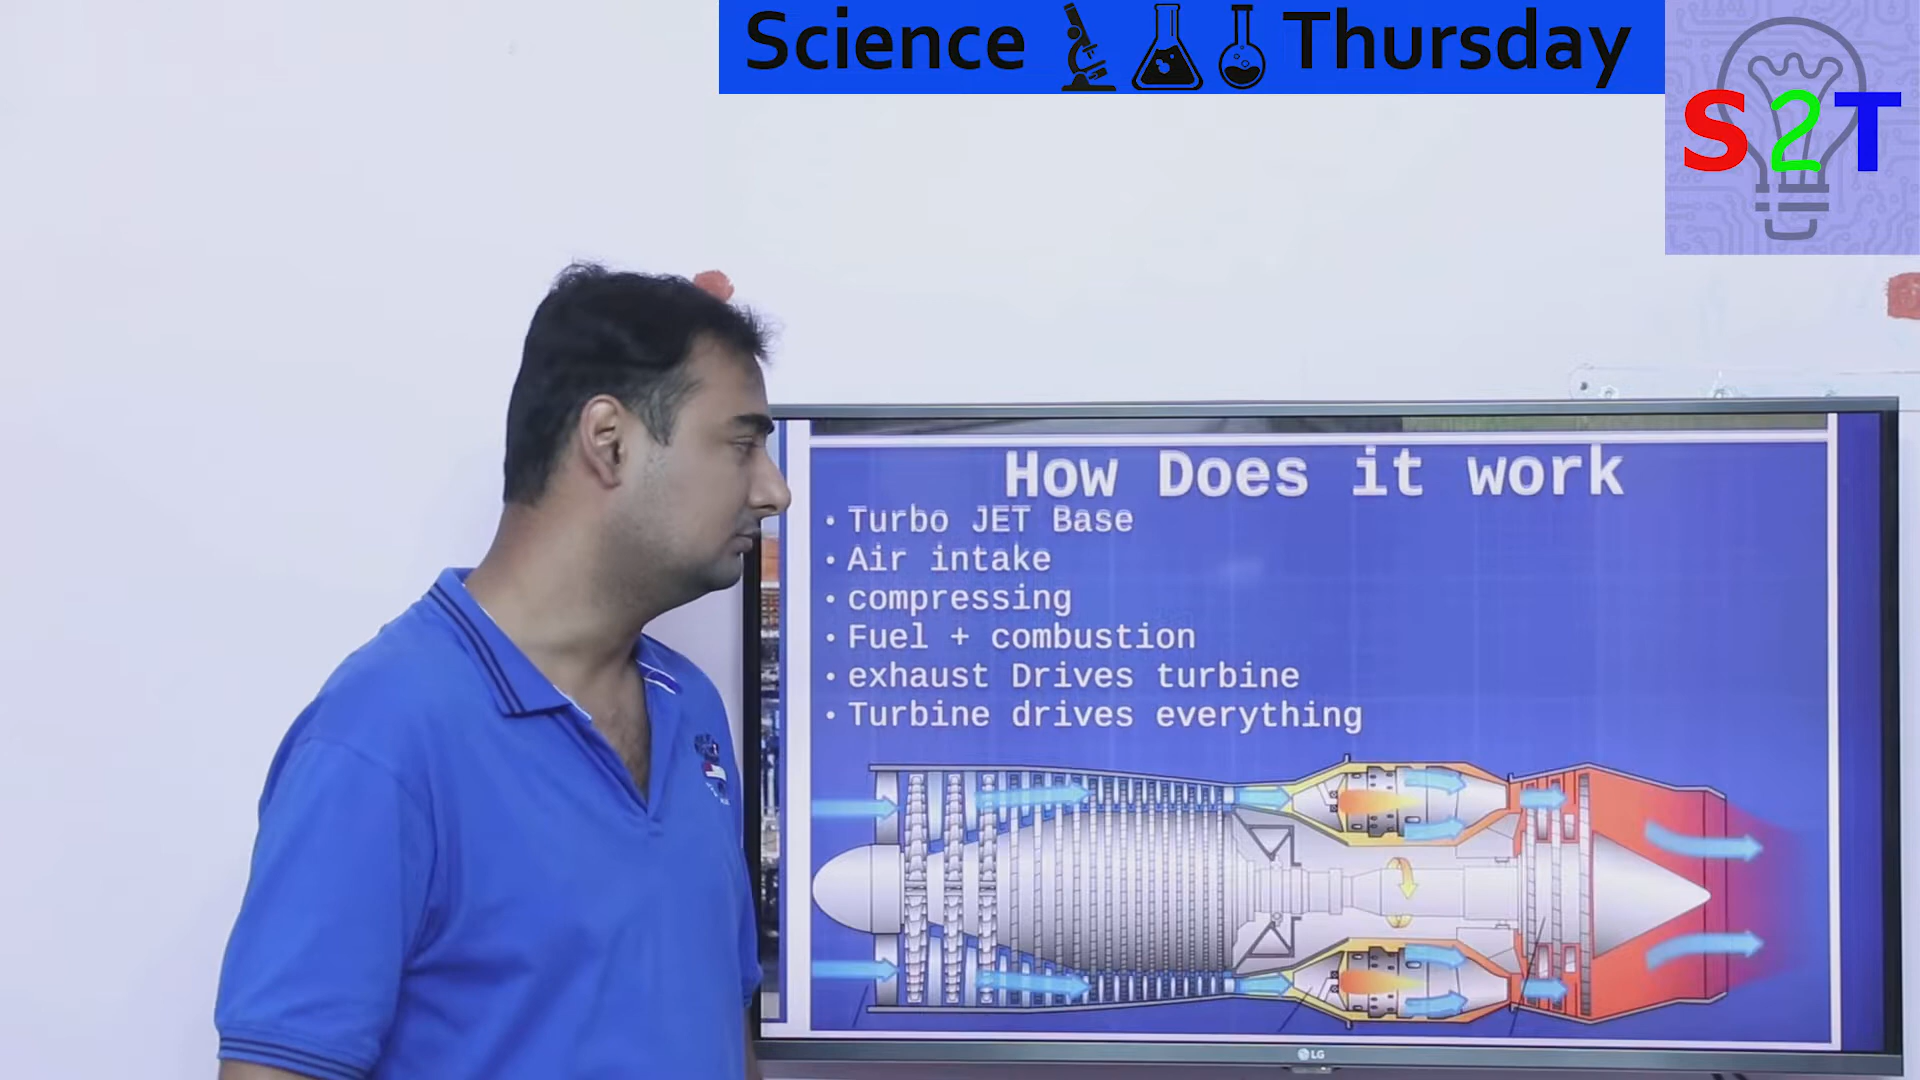 Science Thursday
S2T
How Does it work
• Turbo JET Base
• Air intake
• compressing
• Fuel + combustion
• exhaust Drives turbine
• Turbine drives everything
LG